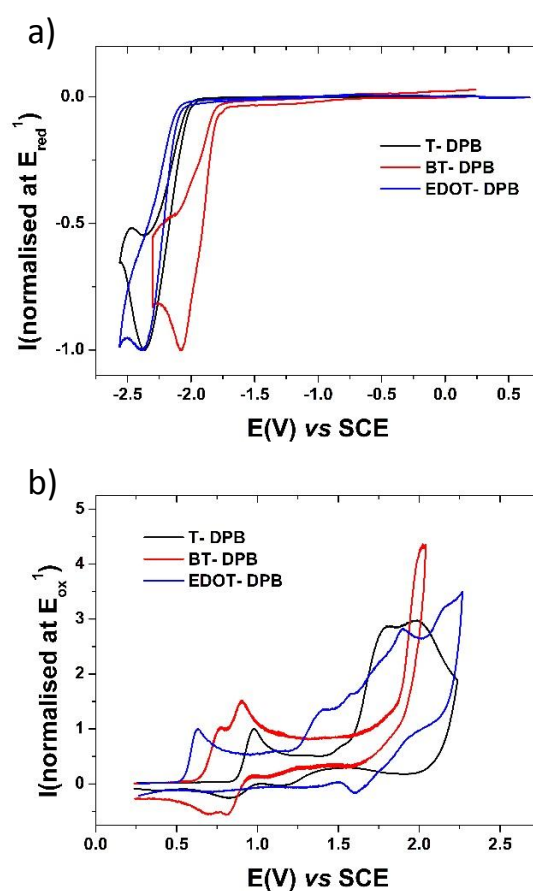 a)
I(normalised at E_red^1)
0.0
-0.5
-1.0
T- DPB
BT- DPB
EDOT- DPB
-2.5 -2.0 -1.5 -1.0 -0.5 0.0 0.5
E(V) vs SCE
b)
I(normalised at E_ox^1)
5
4
3
2
1
0
T- DPB
BT- DPB
EDOT- DPB
0.0 0.5 1.0 1.5 2.0 2.5
E(V) vs SCE